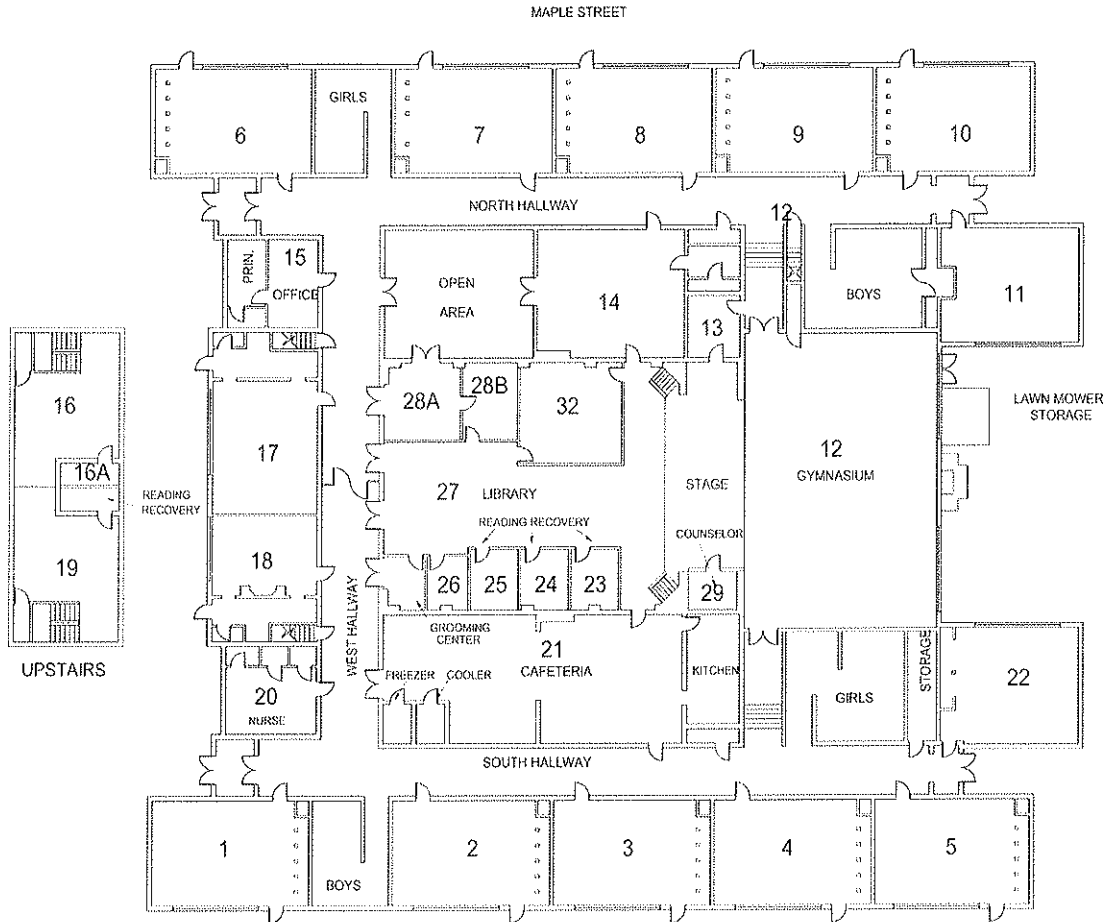 MAPLE STREET
6
GIRLS
7
8
9
10
NORTH HALLWAY
12
PRIN.
15
OFFICE
OPEN
AREA
14
13
BOYS
11
16
16A
READING
RECOVERY
19
UPSTAIRS
17
18
28A
28B
32
27
LIBRARY
READING RECOVERY
STAGE
COUNSELOR
12
GYMNASIUM
LAWN MOWER
STORAGE
26
25
24
23
29
WEST HALLWAY
GROOMING
CENTER
21
CAFETERIA
FREEZER
COOLER
KITCHEN
20
NURSE
GIRLS
STORAGE
22
SOUTH HALLWAY
1
BOYS
2
3
4
5